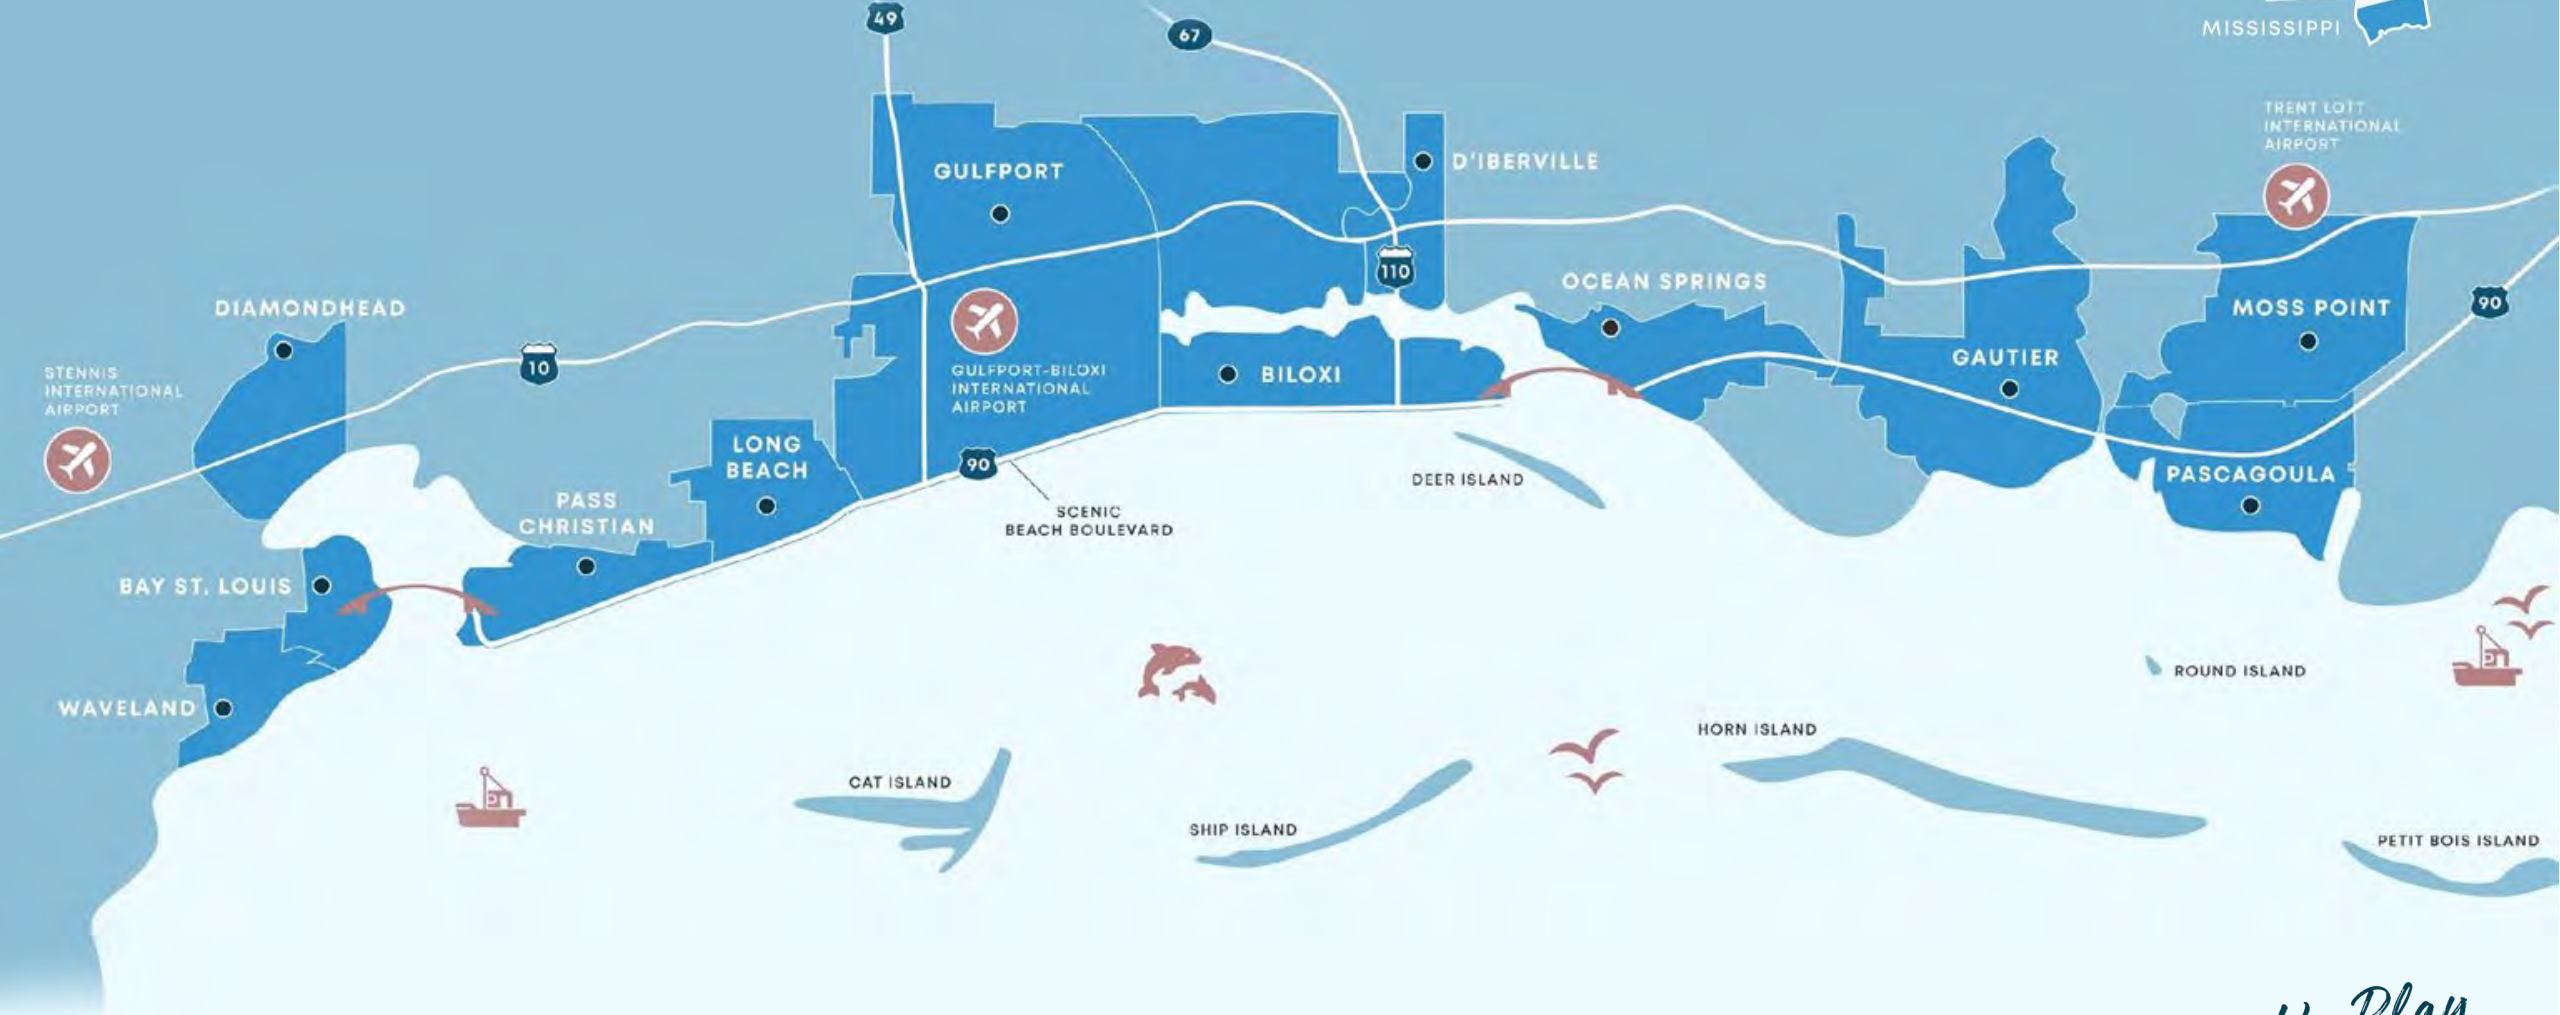 49
67
MISSISSIPPI
TRENT LOTT
INTERNATIONAL
AIRPORT
GULFPORT
D'IBERVILLE
110
OCEAN SPRINGS
DIAMONDHEAD
MOSS POINT
90
10
STENNIS
INTERNATIONAL
AIRPORT
GULFPORT-BILOXI
INTERNATIONAL
AIRPORT
BILOXI
GAUTIER
LONG
BEACH
90
DEER ISLAND
PASCAGOULA
PASS
CHRISTIAN
SCENIC
BEACH BOULEVARD
BAY ST. LOUIS
WAVELAND
ROUND ISLAND
HORN ISLAND
CAT ISLAND
SHIP ISLAND
PETIT BOIS ISLAND
Play